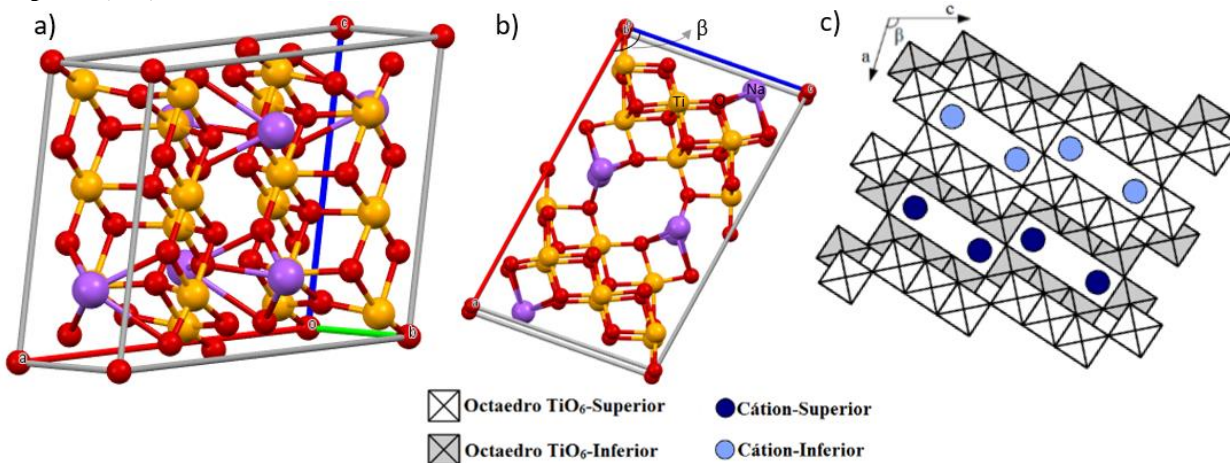 a)
c
a
o
b
b)
β
Ti
O
Na
c
a
c)
c
β
a
Octaedro TiO₆-Superior
Cátion-Superior
Octaedro TiO₆-Inferior
Cátion-Inferior